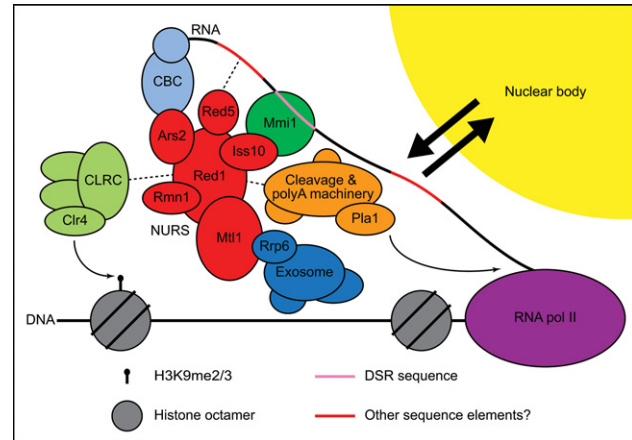 RNA
CBC
Nuclear body
Red5
Mmi1
Ars2
Iss10
CLRC
Red1
Cleavage &
polyA machinery
Rmn1
Clr4
Pla1
NURS
Mtl1
Rrp6
Exosome
DNA
RNA pol II
H3K9me2/3
DSR sequence
Histone octamer
Other sequence elements?